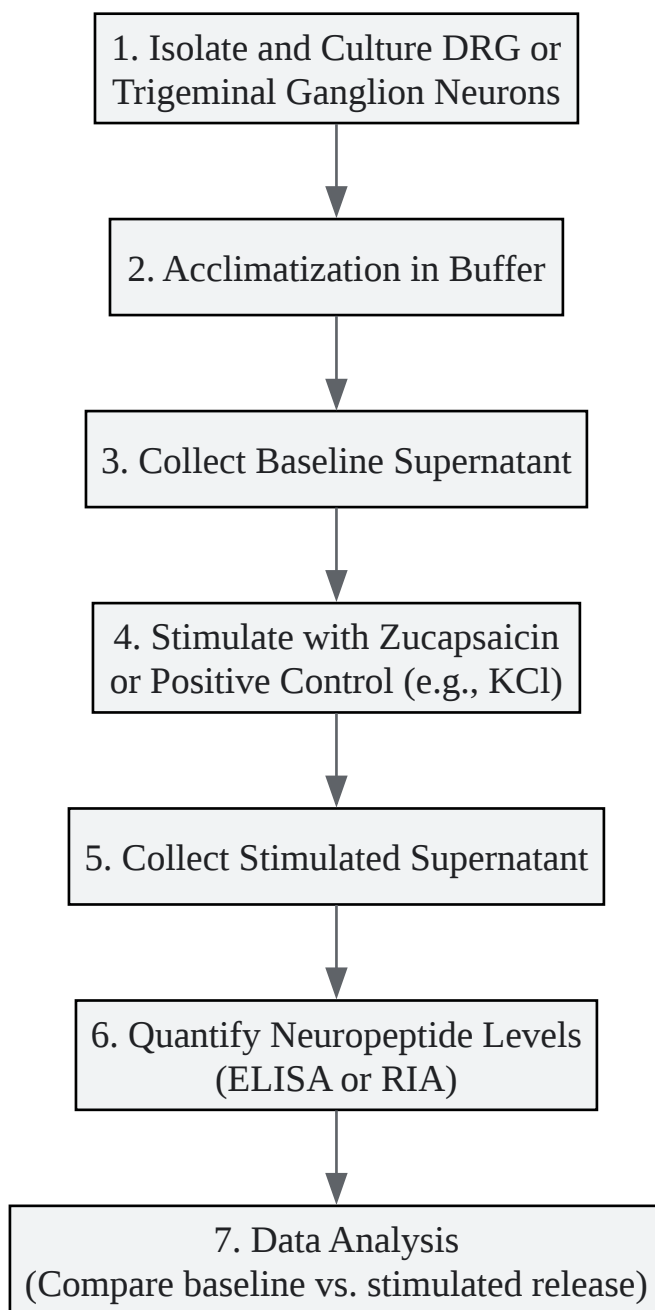 1. Isolate and Culture DRG or
Trigeminal Ganglion Neurons
2. Acclimatization in Buffer
3. Collect Baseline Supernatant
4. Stimulate with Zucapsaicin
or Positive Control (e.g., KCl)
5. Collect Stimulated Supernatant
6. Quantify Neuropeptide Levels
(ELISA or RIA)
7. Data Analysis
(Compare baseline vs. stimulated release)